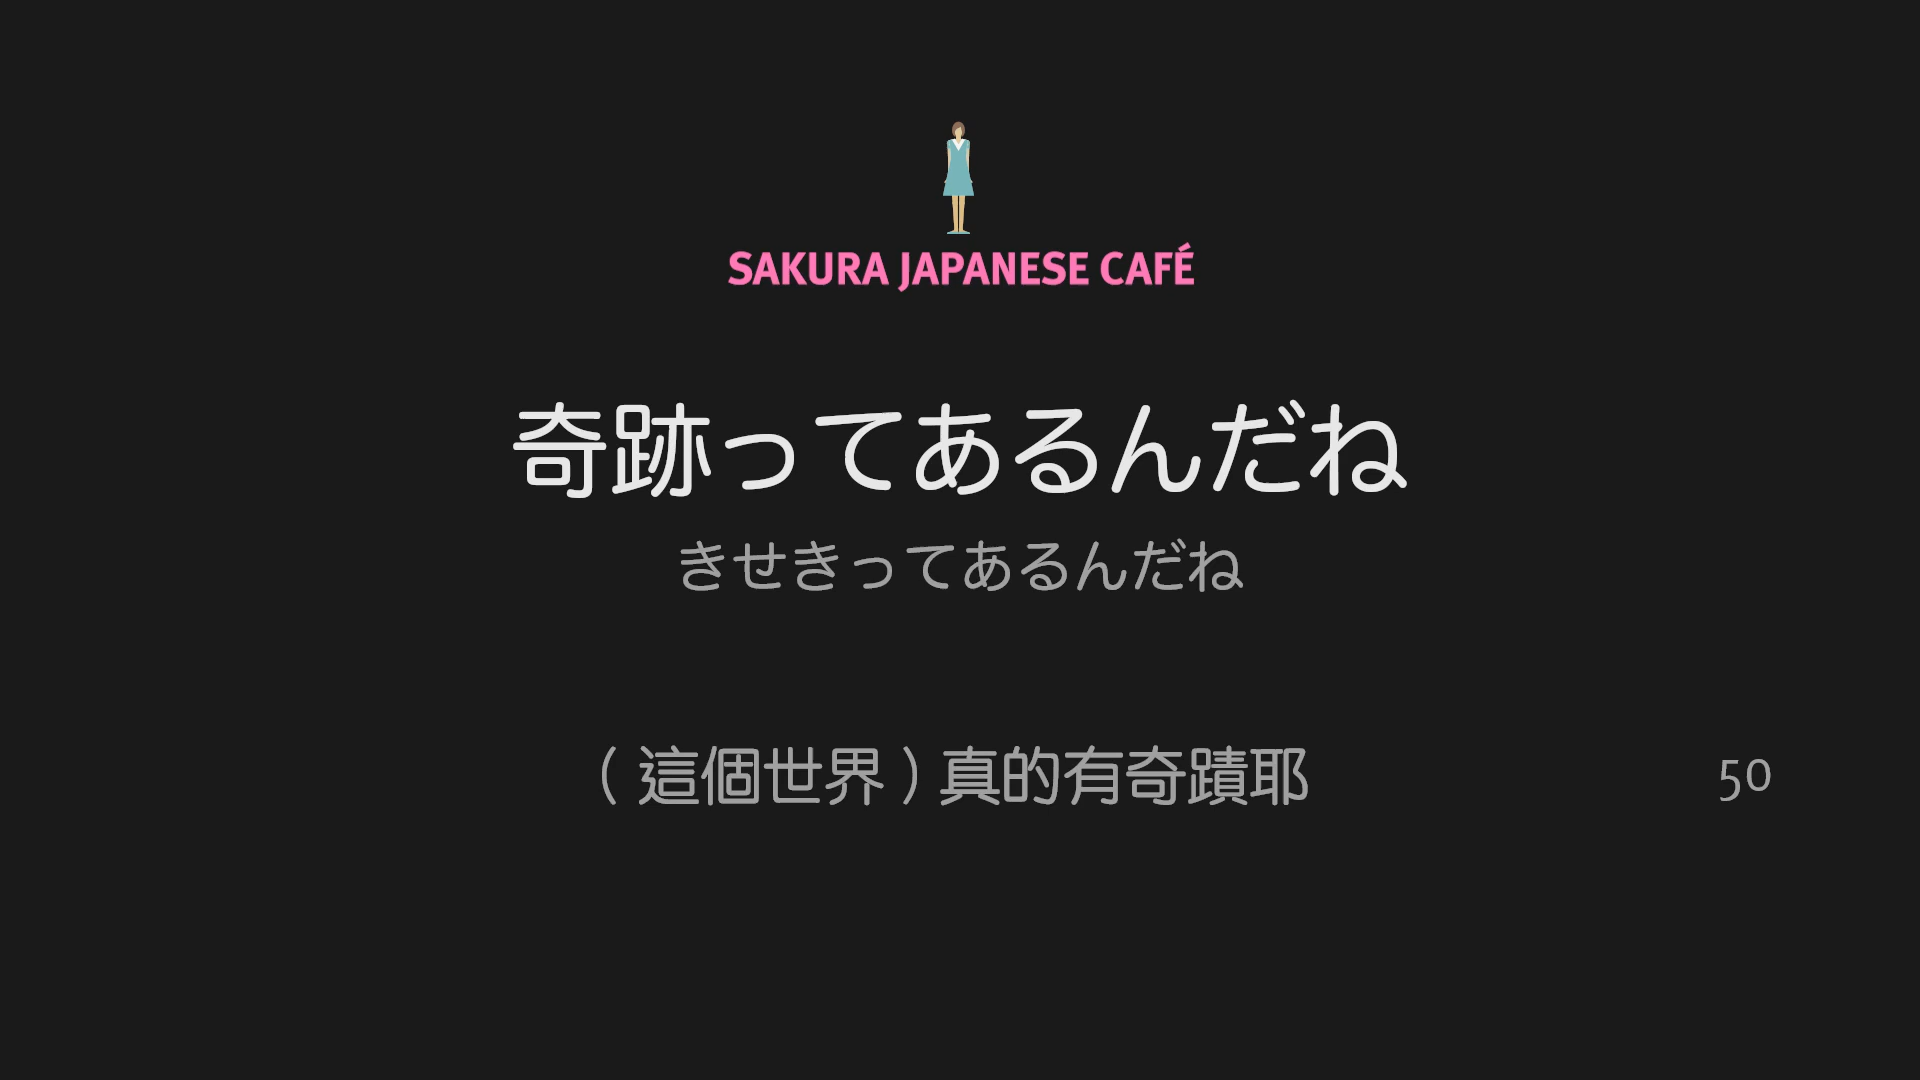 SAKURA JAPANESE CAFÉ
奇跡ってあるんだね
きせきってあるんだね
（這個世界）真的有奇蹟耶
50